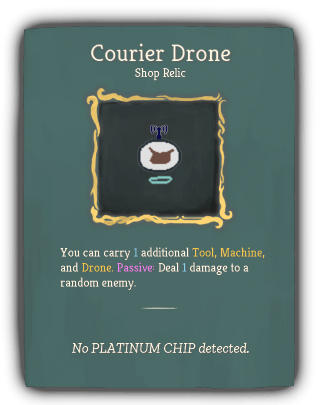 Courier Drone
Shop Relic
You can carry 1 additional Tool, Machine,
and Drone. Passive: Deal 1 damage to a
random enemy.
No PLATINUM CHIP detected.